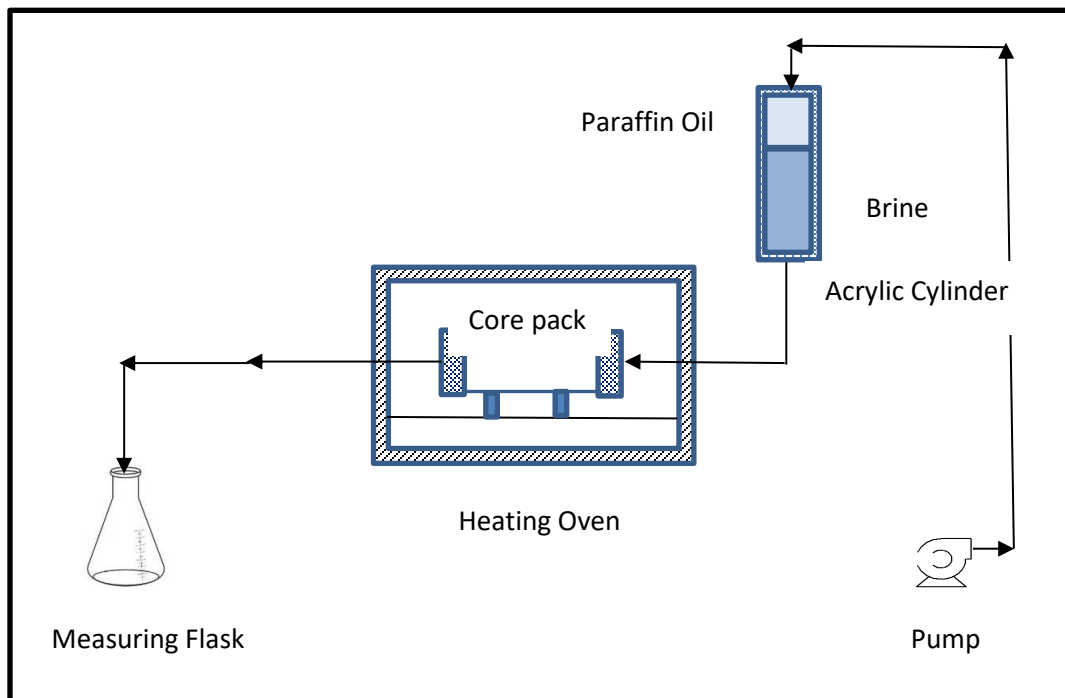 Paraffin Oil
Brine
Acrylic Cylinder
Core pack
Heating Oven
Measuring Flask
Pump